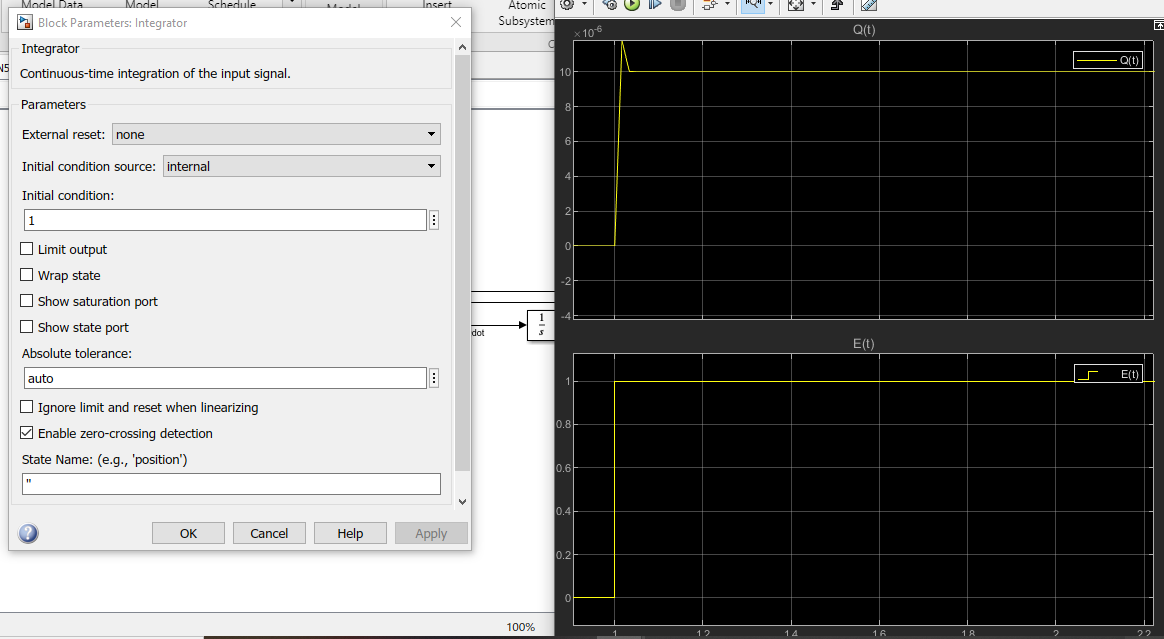 Model Data
Model
Schedule
Model
Insert
Atomic
Subsystem
Block Parameters: Integrator
Integrator
Continuous-time integration of the input signal.
Parameters
External reset: none
Initial condition source: internal
Initial condition:
1
Limit output
Wrap state
Show saturation port
Show state port
Absolute tolerance:
auto
Ignore limit and reset when linearizing
Enable zero-crossing detection
State Name: (e.g., 'position')
''
OK Cancel Help Apply
dot
1
s
100%
×10-6
Q(t)
Q(t)
10
8
6
4
2
0
-2
-4
E(t)
E(t)
1
0.8
0.6
0.4
0.2
0
1 1.2 1.4 1.6 1.8 2 2.2